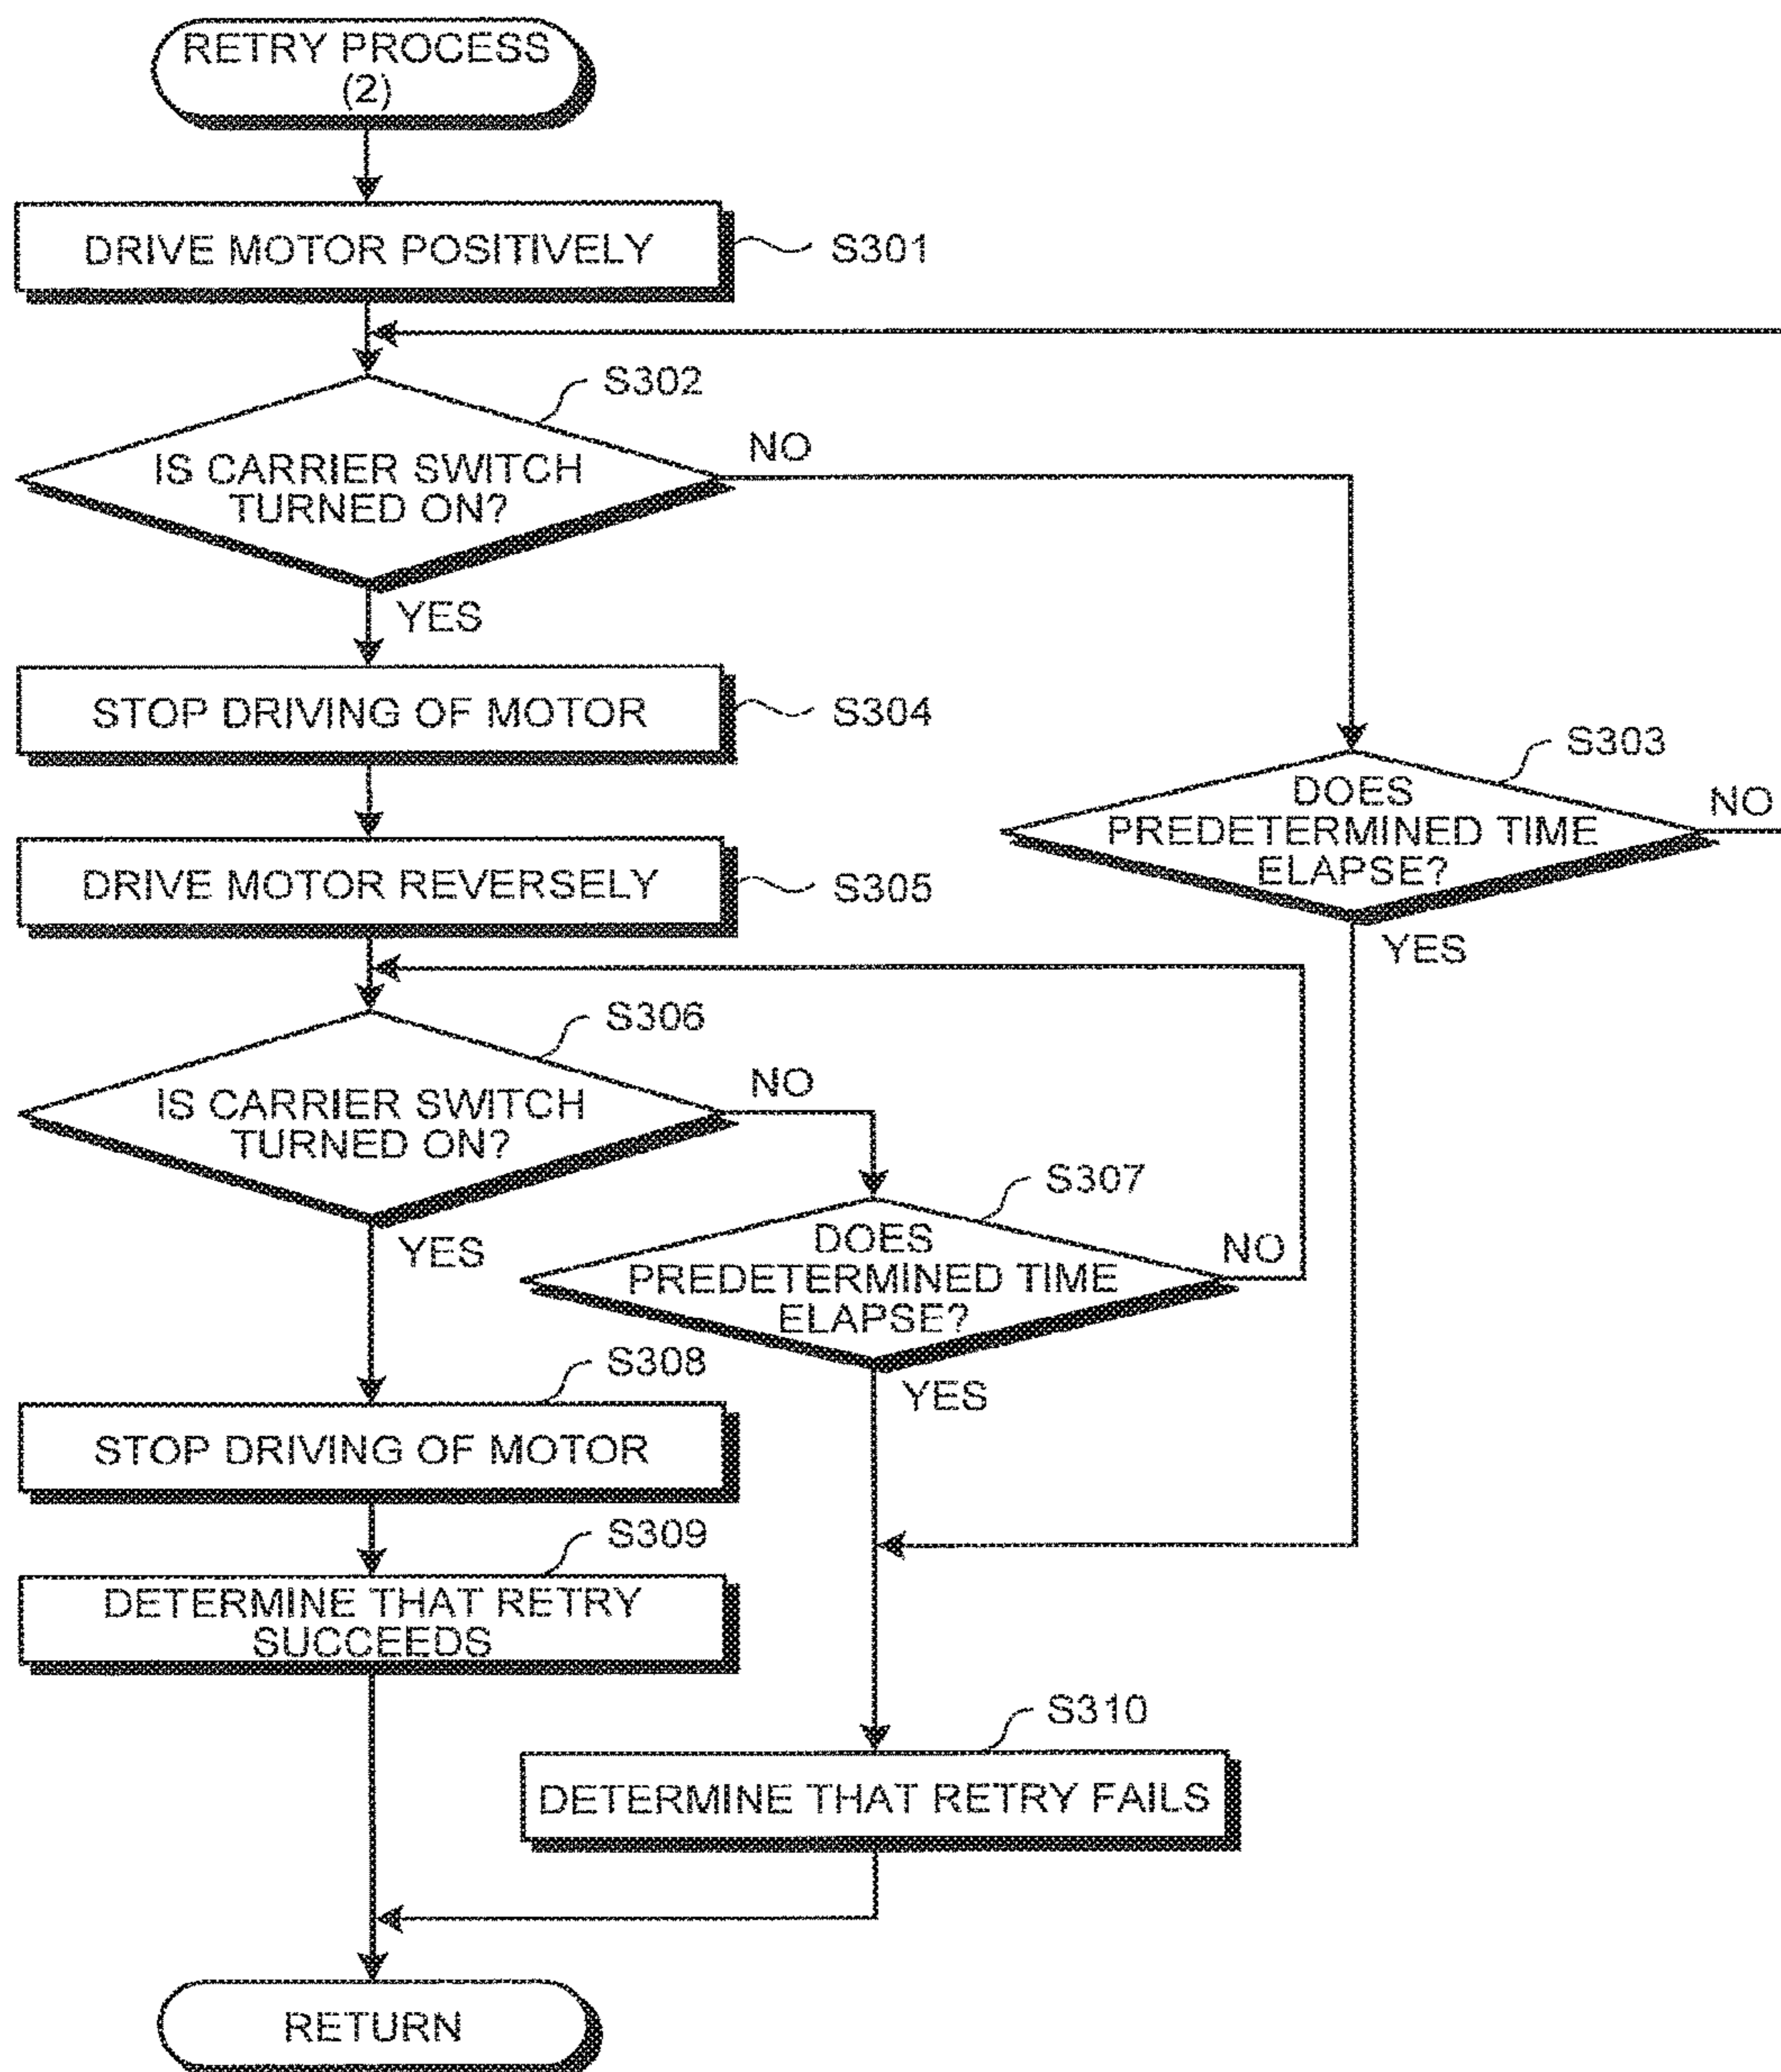 RETRY PROCESS
(2)
DRIVE MOTOR POSITIVELY
S301
S302
IS CARRIER SWITCH
TURNED ON?
NO
YES
STOP DRIVING OF MOTOR
S304
S303
DOES
PREDETERMINED TIME
ELAPSE?
NO
YES
DRIVE MOTOR REVERSELY
S305
S306
IS CARRIER SWITCH
TURNED ON?
NO
YES
S307
DOES
PREDETERMINED TIME
ELAPSE?
NO
YES
S308
STOP DRIVING OF MOTOR
S309
DETERMINE THAT RETRY
SUCCEEDS
S310
DETERMINE THAT RETRY FAILS
RETURN